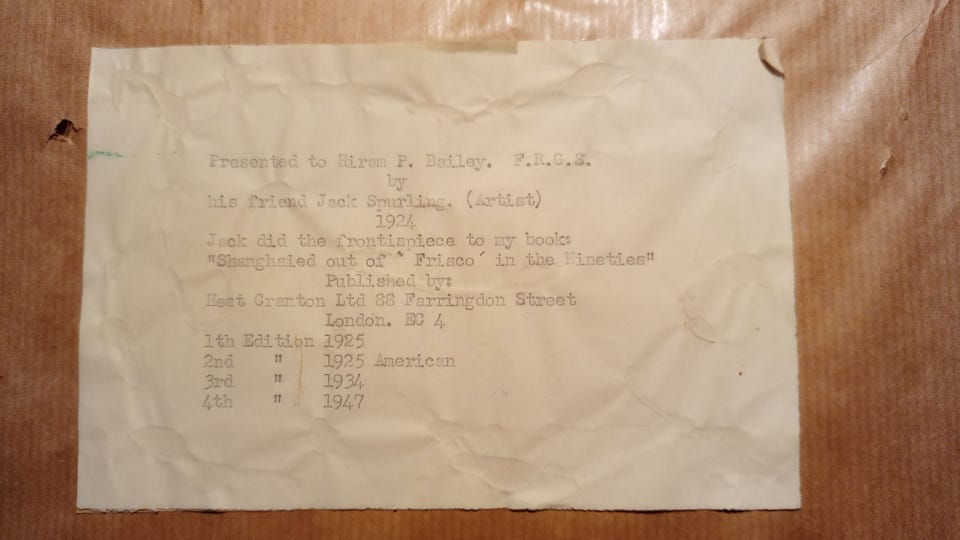 Presented to Hiram P. Bailey. F.R.G.S.
by
his friend Jack Spurling. (Artist)
1924
Jack did the frontispiece to my book:
"Shanghaied out of `Frisco´ in the Nineties"
Published by:
Heat Cranton Ltd 88 Farringdon Street
London. EC 4
1th Edition 1925
2nd " 1925 American
3rd " 1934
4th " 1947